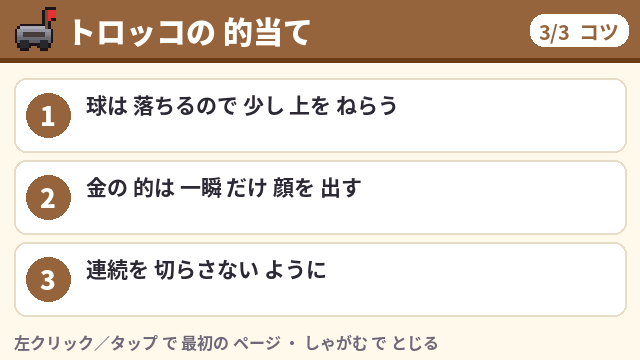 トロッコの 的当て
3/3 コツ
1
球は 落ちるので 少し 上を ねらう
2
金の 的は 一瞬 だけ 顔を 出す
3
連続を 切らさない ように
左クリック／タップ で 最初の ページ ・ しゃがむ で とじる